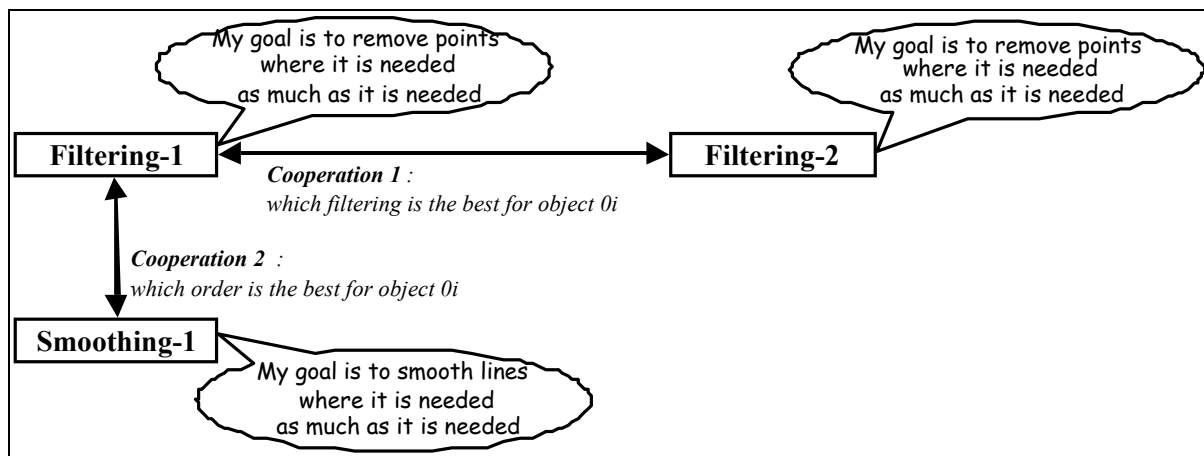 My goal is to remove points
where it is needed
as much as it is needed
My goal is to remove points
where it is needed
as much as it is needed
Filtering-1
Filtering-2
Cooperation 1 :
which filtering is the best for object 0i
Cooperation 2 :
which order is the best for object 0i
Smoothing-1
My goal is to smooth lines
where it is needed
as much as it is needed